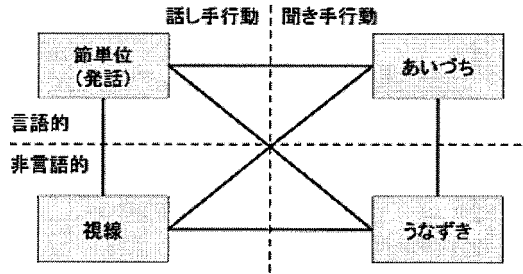 話し手行動 聞き手行動
節単位
(発話)
あいづち
言語的
非言語的
視線
うなずき